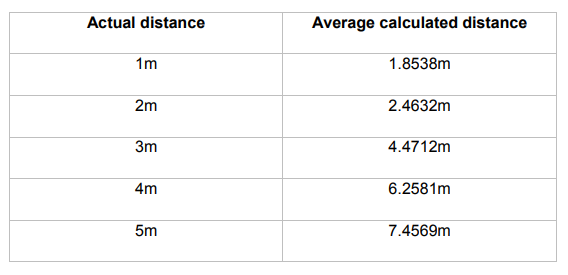 Actual distance Average calculated distance
1m 1.8538m
2m 2.4632m
3m 4.4712m
4m 6.2581m
5m 7.4569m